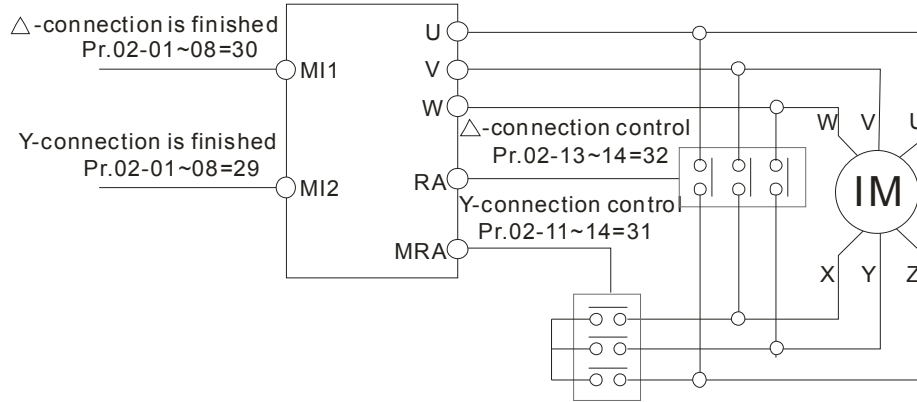 △-connection is finished
Pr.02-01~08=30
MI1
Y-connection is finished
Pr.02-01~08=29
MI2
U
V
W
△-connection control
Pr.02-13~14=32
RA
Y-connection control
Pr.02-11~14=31
MRA
W V U
IM
X Y Z